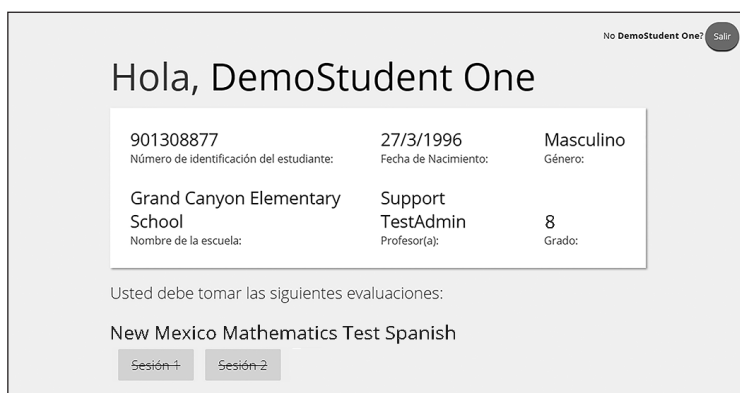 No DemoStudent One? Salir
Hola, DemoStudent One
901308877 27/3/1996 Masculino
Número de identificación del estudiante: Fecha de Nacimiento: Género:
Grand Canyon Elementary Support
School TestAdmin 8
Nombre de la escuela: Profesor(a): Grado:
Usted debe tomar las siguientes evaluaciones:
New Mexico Mathematics Test Spanish
Sesión 1 Sesión 2